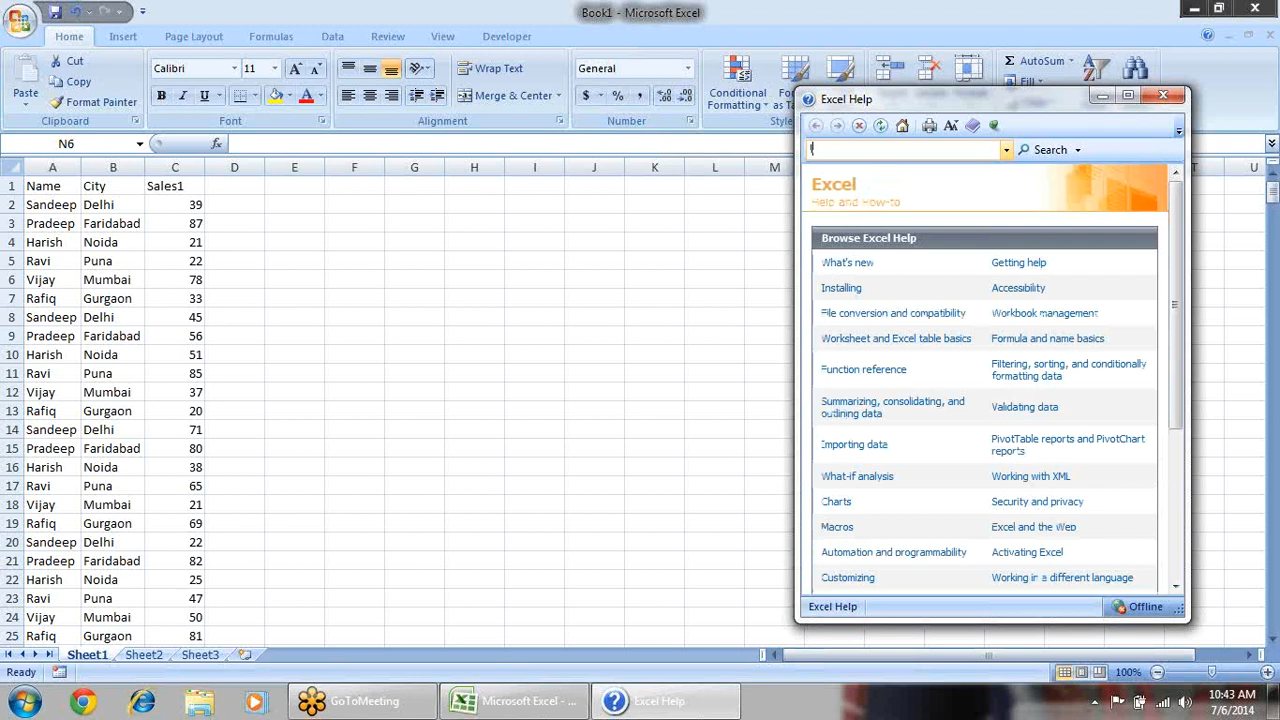 Book1 - Microsoft Excel
Home Insert Page Layout Formulas Data Review View Developer
Paste
Cut
Copy
Format Painter
Clipboard
Calibri 11
B I U
Font
Wrap Text
Merge & Center
Alignment
General
$ % ,
Number
Conditional
Formatting
AutoSum
Fill
N6 fx
A B C D E F G H I J K L M U
1 Name City Sales1
2 Sandeep Delhi 39
3 Pradeep Faridabad 87
4 Harish Noida 21
5 Ravi Puna 22
6 Vijay Mumbai 78
7 Rafiq Gurgaon 33
8 Sandeep Delhi 45
9 Pradeep Faridabad 56
10 Harish Noida 51
11 Ravi Puna 85
12 Vijay Mumbai 37
13 Rafiq Gurgaon 20
14 Sandeep Delhi 71
15 Pradeep Faridabad 80
16 Harish Noida 38
17 Ravi Puna 65
18 Vijay Mumbai 21
19 Rafiq Gurgaon 69
20 Sandeep Delhi 22
21 Pradeep Faridabad 82
22 Harish Noida 25
23 Ravi Puna 47
24 Vijay Mumbai 50
25 Rafiq Gurgaon 81
Excel Help
Search
Excel
Help and How-to
Browse Excel Help
What's new Getting help
Installing Accessibility
File conversion and compatibility Workbook management
Worksheet and Excel table basics Formula and name basics
Function reference Filtering, sorting, and conditionally
formatting data
Summarizing, consolidating, and
outlining data Validating data
Importing data PivotTable reports and PivotChart
reports
What-if analysis Working with XML
Charts Security and privacy
Macros Excel and the Web
Automation and programmability Activating Excel
Customizing Working in a different language
Excel Help Offline
Sheet1 Sheet2 Sheet3
Ready 100%
GoToMeeting Microsoft Excel - ... Excel Help
10:43 AM
7/6/2014